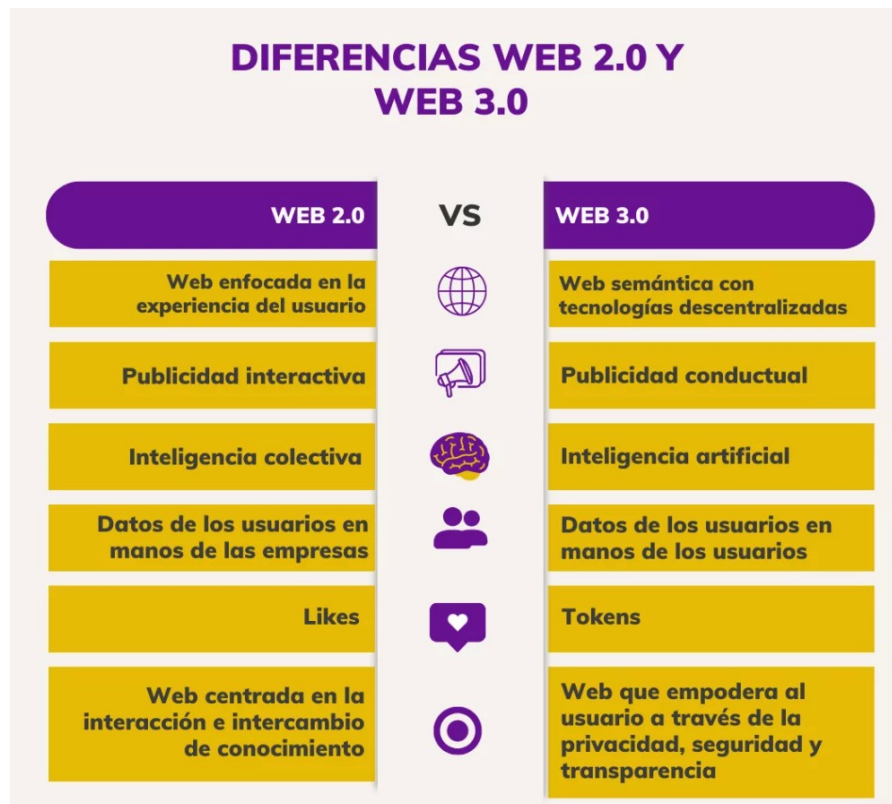 DIFERENCIAS WEB 2.0 Y
WEB 3.0
WEB 2.0
VS
WEB 3.0
Web enfocada en la
experiencia del usuario
Web semántica con
tecnologías descentralizadas
Publicidad interactiva
Publicidad conductual
Inteligencia colectiva
Inteligencia artificial
Datos de los usuarios en
manos de las empresas
Datos de los usuarios en
manos de los usuarios
Likes
Tokens
Web centrada en la
interacción e intercambio
de conocimiento
Web que empodera al
usuario a través de la
privacidad, seguridad y
transparencia